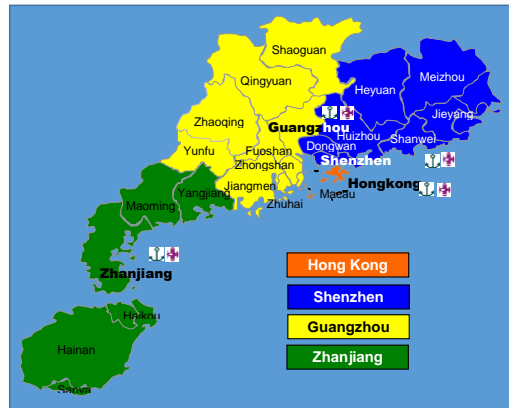 Shaoguan
Qingyuan
Meizhou
Heyuan
Zhaoqing
Jieyang
Guangzhou
Huizhou
Shanwei
Yunfu
Fuoshan
Dongwan
Zhongshan
Shenzhen
Yangjiang
Jiangmen
Hongkong
Maoming
Zhuhai
Macau
Zhanjiang
Hong Kong
Shenzhen
Haikou
Guangzhou
Hainan
Zhanjiang
Sanya